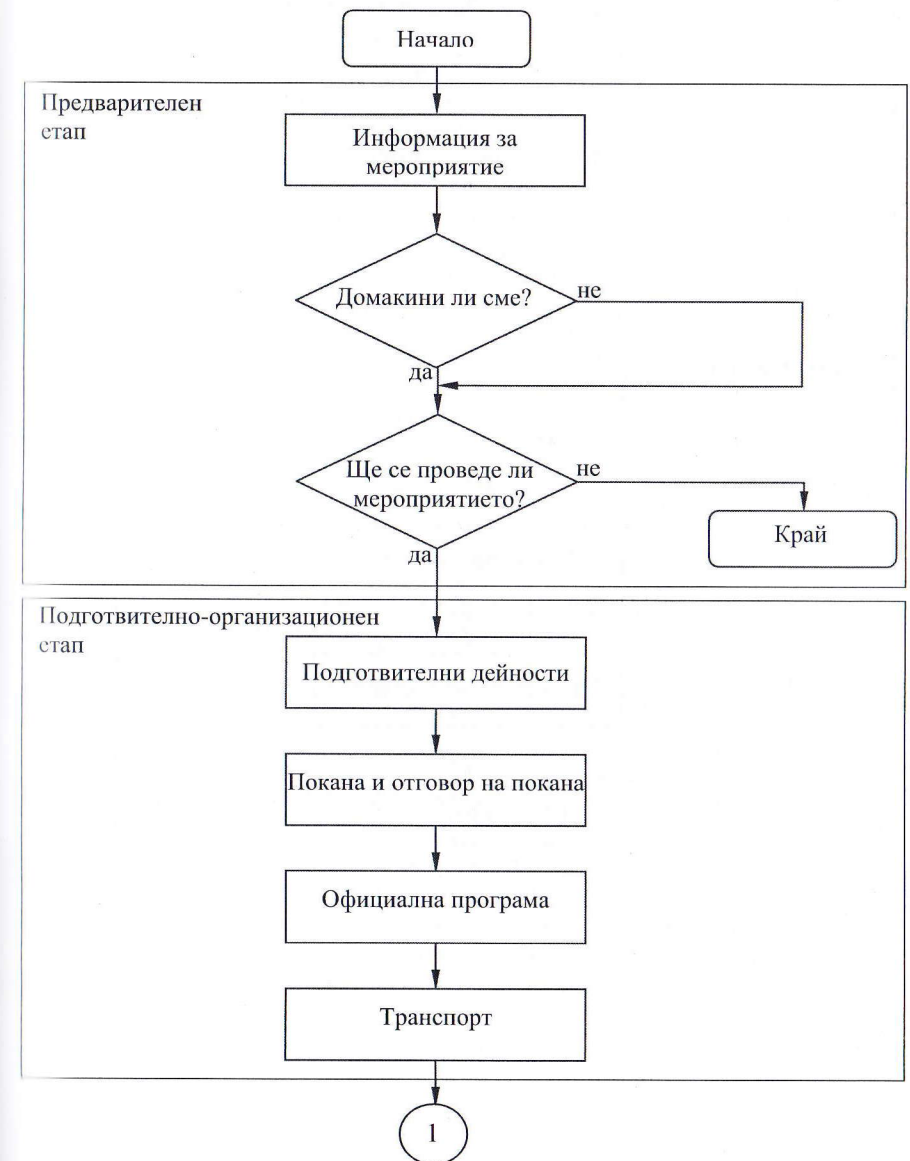 Начало
Предварителен
етап
Информация за
мероприятие
Домакини ли сме?
не
да
Ще се проведе ли
мероприятието?
не
Край
да
Подготвително-организационен
етап
Подготвителни дейности
Покана и отговор на покана
Официална програма
Транспорт
1